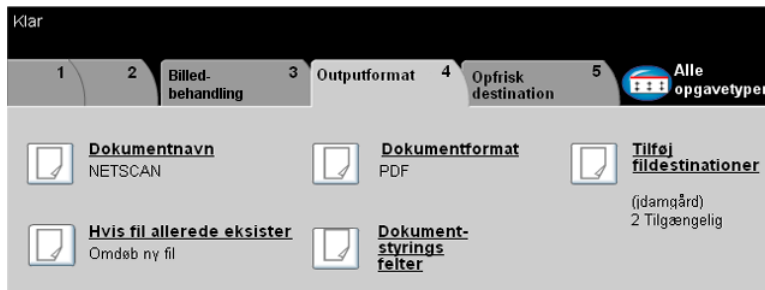 Klar
1
2
Billed-
behandling
3
Outputformat
4
Opfrisk
destination
5
Alle
opgavetyper
Dokumentnavn
NETSCAN
Dokumentformat
PDF
Tilføj
fildestinationer
(jdamgård)
2 Tilgængelig
Hvis fil allerede eksister
Omdøb ny fil
Dokument-
styrings
felter